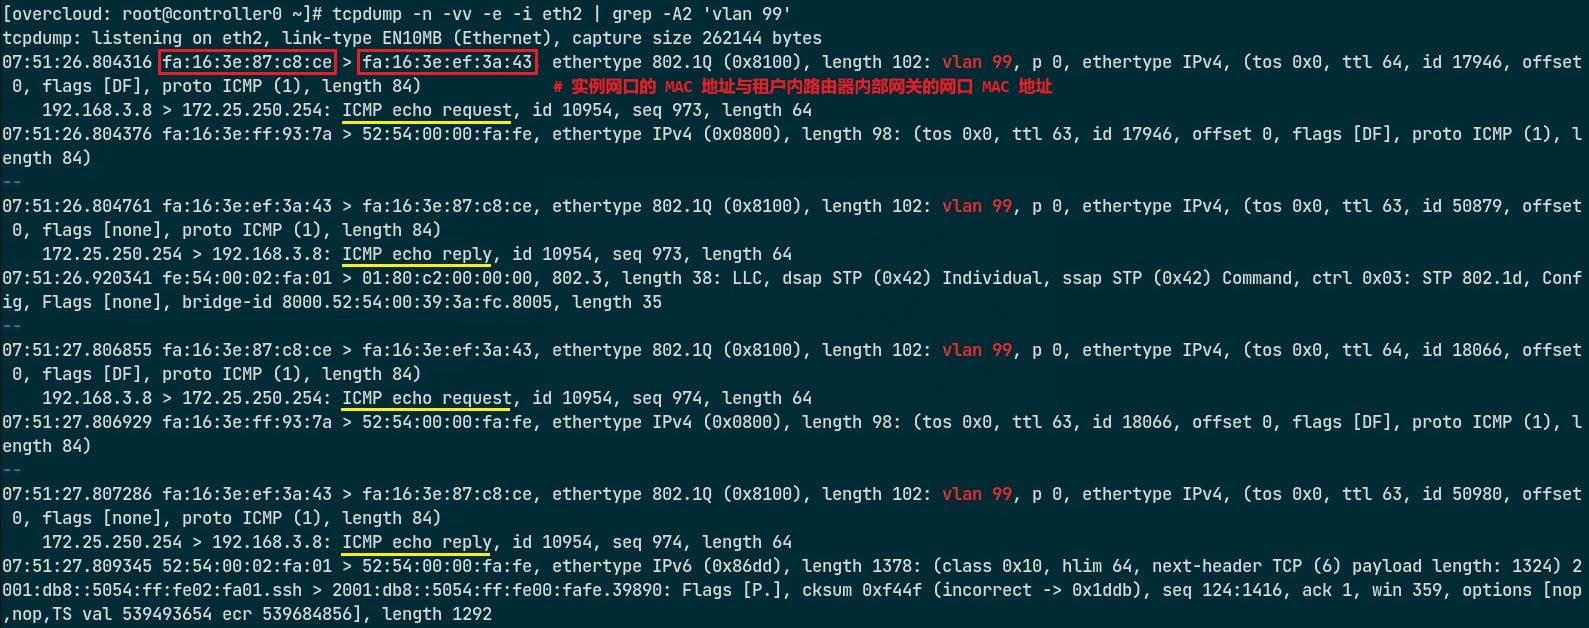 [overcloud: root@controller0 ~]# tcpdump -n -vv -e -i eth2 | grep -A2 'vlan 99'
tcpdump: listening on eth2, link-type EN10MB (Ethernet), capture size 262144 bytes
07:51:26.804316 fa:16:3e:87:c8:ce > fa:16:3e:ef:3a:43, ethertype 802.1Q (0x8100), length 102: vlan 99, p 0, ethertype IPv4, (tos 0x0, ttl 64, id 17946, offset
 0, flags [DF], proto ICMP (1), length 84) # 实例网口的 MAC 地址与租户内路由器内部网关的网口 MAC 地址
    192.168.3.8 > 172.25.250.254: ICMP echo request, id 10954, seq 973, length 64
07:51:26.804376 fa:16:3e:ff:93:7a > 52:54:00:00:fa:fe, ethertype IPv4 (0x0800), length 98: (tos 0x0, ttl 63, id 17946, offset 0, flags [DF], proto ICMP (1), l
ength 84)
--
07:51:26.804761 fa:16:3e:ef:3a:43 > fa:16:3e:87:c8:ce, ethertype 802.1Q (0x8100), length 102: vlan 99, p 0, ethertype IPv4, (tos 0x0, ttl 63, id 50879, offset
 0, flags [none], proto ICMP (1), length 84)
    172.25.250.254 > 192.168.3.8: ICMP echo reply, id 10954, seq 973, length 64
07:51:26.920341 fe:54:00:02:fa:01 > 01:80:c2:00:00:00, 802.3, length 38: LLC, dsap STP (0x42) Individual, ssap STP (0x42) Command, ctrl 0x03: STP 802.1d, Conf
ig, Flags [none], bridge-id 8000.52:54:00:39:3a:fc.8005, length 35
--
07:51:27.806855 fa:16:3e:87:c8:ce > fa:16:3e:ef:3a:43, ethertype 802.1Q (0x8100), length 102: vlan 99, p 0, ethertype IPv4, (tos 0x0, ttl 64, id 18066, offset
 0, flags [DF], proto ICMP (1), length 84)
    192.168.3.8 > 172.25.250.254: ICMP echo request, id 10954, seq 974, length 64
07:51:27.806929 fa:16:3e:ff:93:7a > 52:54:00:00:fa:fe, ethertype IPv4 (0x0800), length 98: (tos 0x0, ttl 63, id 18066, offset 0, flags [DF], proto ICMP (1), l
ength 84)
--
07:51:27.807286 fa:16:3e:ef:3a:43 > fa:16:3e:87:c8:ce, ethertype 802.1Q (0x8100), length 102: vlan 99, p 0, ethertype IPv4, (tos 0x0, ttl 63, id 50980, offset
 0, flags [none], proto ICMP (1), length 84)
    172.25.250.254 > 192.168.3.8: ICMP echo reply, id 10954, seq 974, length 64
07:51:27.809345 52:54:00:02:fa:01 > 52:54:00:00:fa:fe, ethertype IPv6 (0x86dd), length 1378: (class 0x10, hlim 64, next-header TCP (6) payload length: 1324) 2
001:db8::5054:ff:fe02:fa01.ssh > 2001:db8::5054:ff:fe00:fafe.39890: Flags [P.], cksum 0xf44f (incorrect -> 0x1ddb), seq 124:1416, ack 1, win 359, options [nop
,nop,TS val 539493654 ecr 539684856], length 1292